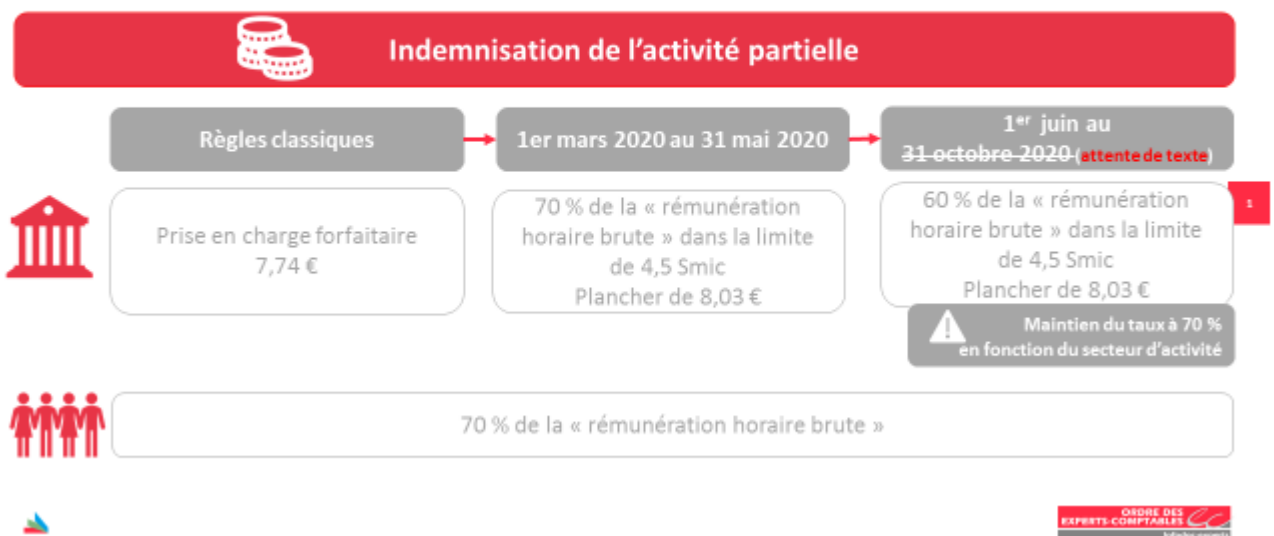 Indemnisation de l'activité partielle
Règles classiques
1er mars 2020 au 31 mai 2020
1er juin au
31 octobre 2020 (attente de texte)
Prise en charge forfaitaire
7,74 €
70 % de la « rémunération
horaire brute » dans la limite
de 4,5 Smic
Plancher de 8,03 €
60 % de la « rémunération
horaire brute » dans la limite
de 4,5 Smic
Plancher de 8,03 €
1
Maintien du taux à 70 %
en fonction du secteur d'activité
70 % de la « rémunération horaire brute »
ORDRE DES
EXPERTS-COMPTABLES